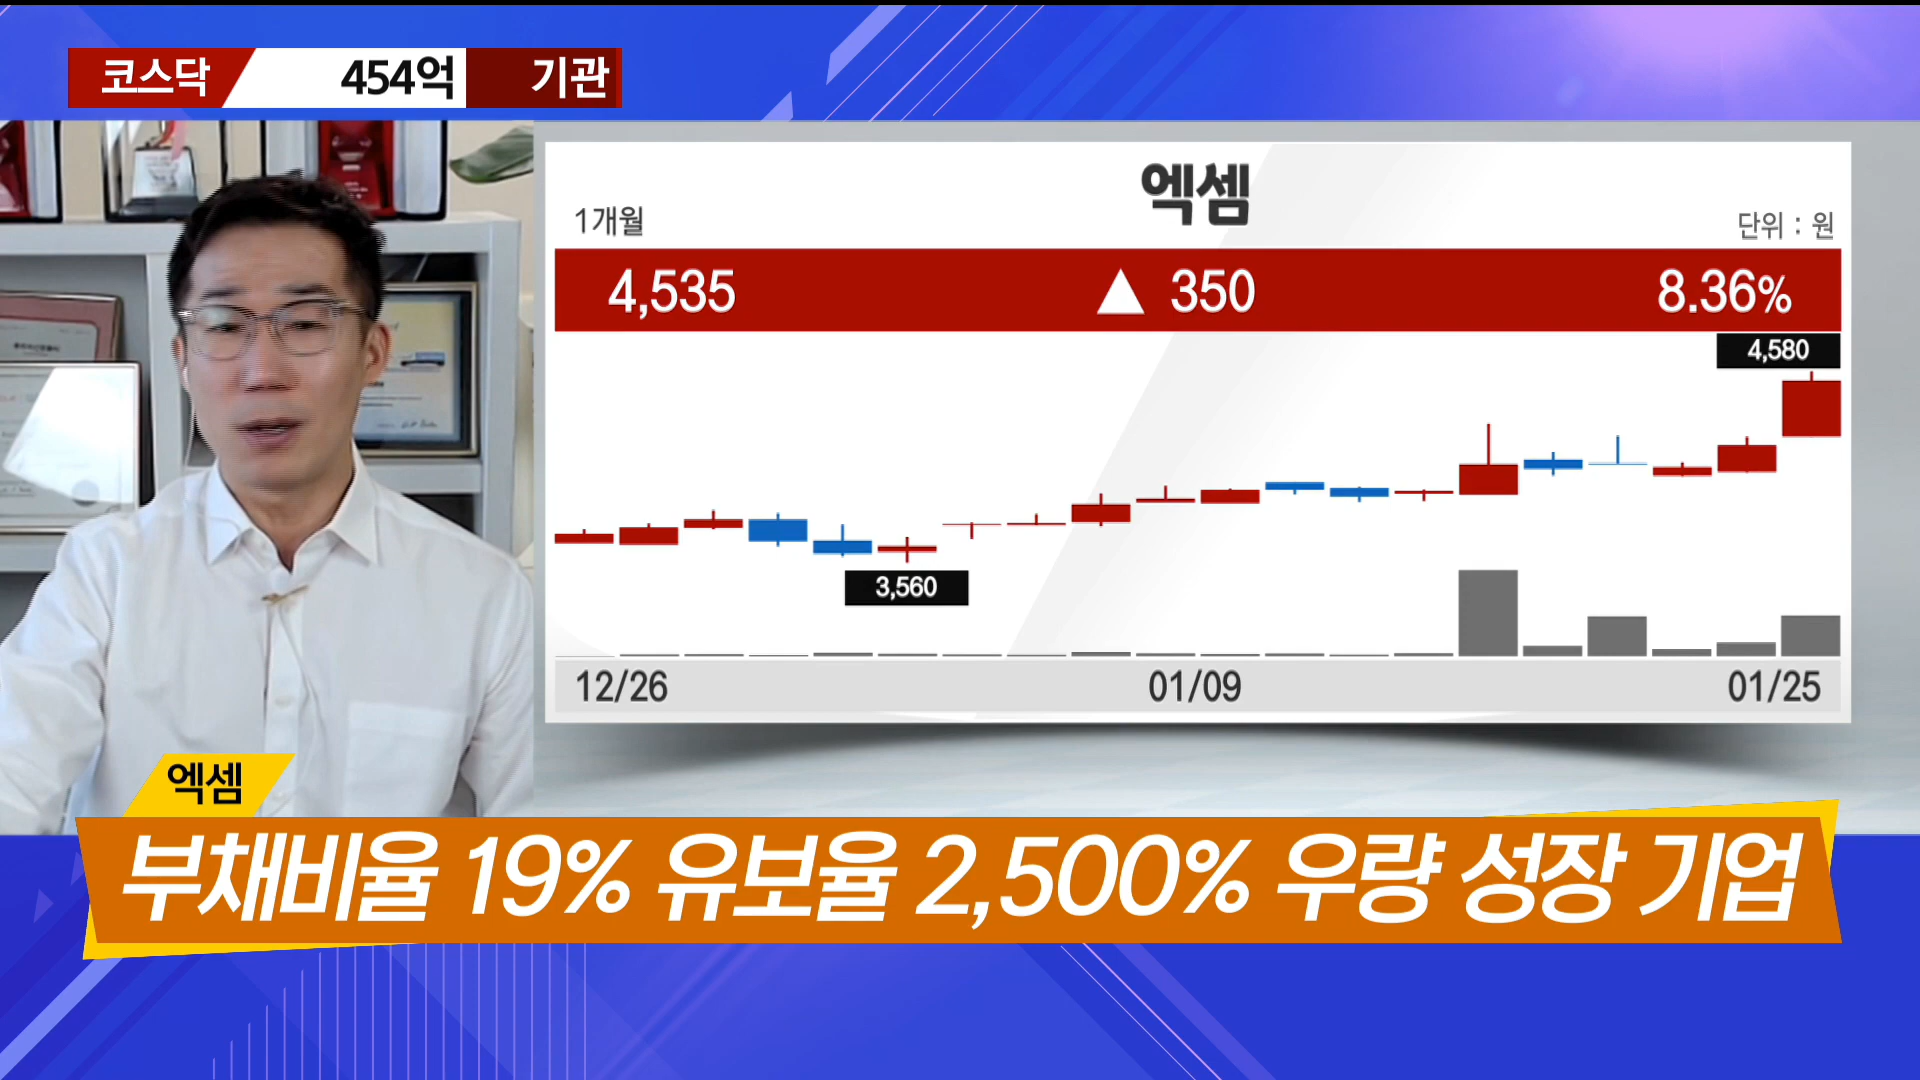 코스닥 454억 기관
엑셈
1개월
단위 : 원
4,535 ▲ 350 8.36%
4,580
3,560
12/26 01/09 01/25
엑셈
부채비율 19% 유보율 2,500% 우량 성장 기업